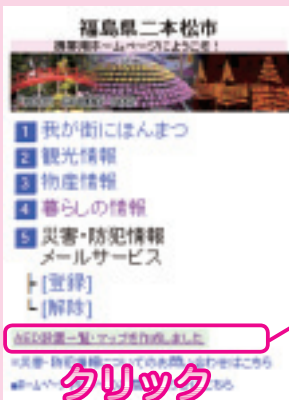 福島県二本松市
携帯用ホームページにようこそ！
1 我が街にほんまつ
2 観光情報
3 物産情報
4 暮らしの情報
5 災害・防犯情報
メールサービス
├[登録]
└[解除]
AED設置一覧・マップを作成しました
※災害・防犯情報についてのお問い合わせはこちら
クリック